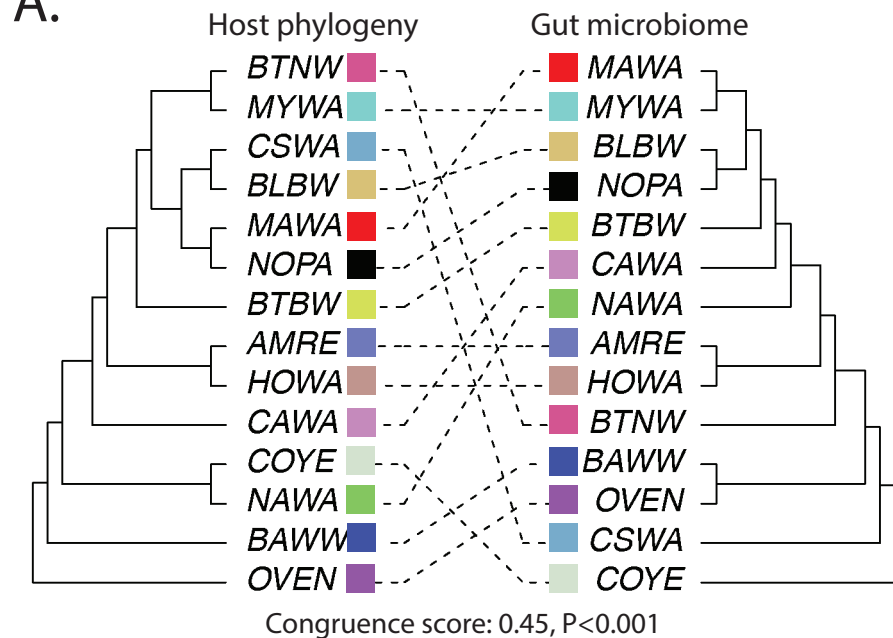 A.
Host phylogeny Gut microbiome
BTNW MAWA
MYWA MYWA
CSWA BLBW
BLBW NOPA
MAWA BTBW
NOPA CAWA
BTBW NAWA
AMRE AMRE
HOWA HOWA
CAWA BTNW
COYE BAWW
NAWA OVEN
BAWW CSWA
OVEN COYE
Congruence score: 0.45, P<0.001